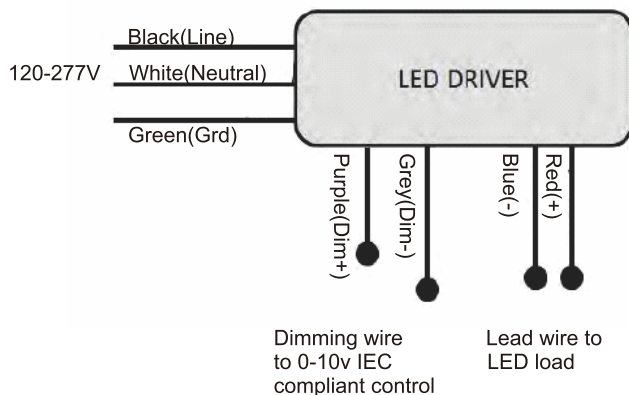 Black(Line)
120-277V
White(Neutral)
LED DRIVER
Green(Grd)
Purple(Dim+)
Grey(Dim-)
Blue(-)
Red(+)
Dimming wire
to 0-10v IEC
compliant control
Lead wire to
LED load